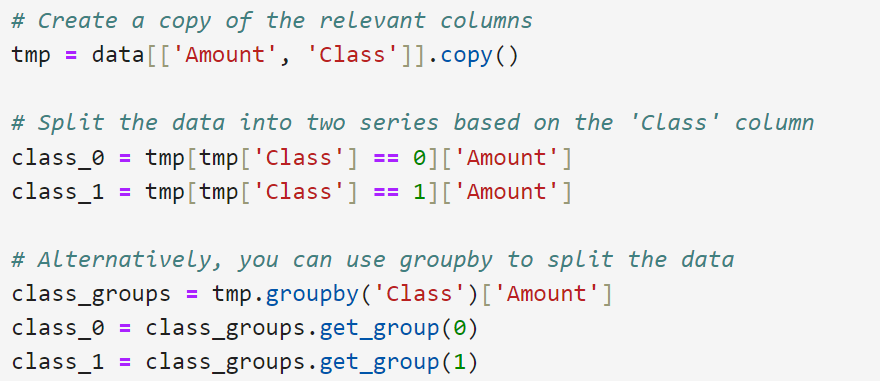 # Create a copy of the relevant columns
tmp = data[['Amount', 'Class']].copy()
# Split the data into two series based on the 'Class' column
class_0 = tmp[tmp['Class'] == 0]['Amount']
class_1 = tmp[tmp['Class'] == 1]['Amount']
# Alternatively, you can use groupby to split the data
class_groups = tmp.groupby('Class')['Amount']
class_0 = class_groups.get_group(0)
class_1 = class_groups.get_group(1)